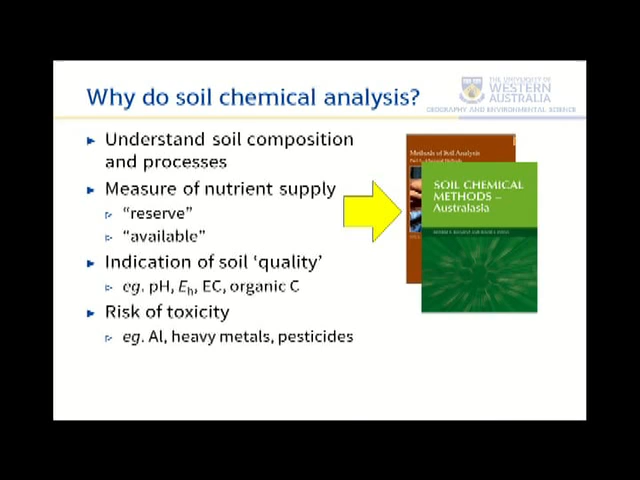 THE UNIVERSITY OF
WESTERN
AUSTRALIA
GEOGRAPHY AND ENVIRONMENTAL SCIENCE
Why do soil chemical analysis?
Understand soil composition
and processes
Measure of nutrient supply
“reserve”
“available”
Indication of soil ‘quality’
eg. pH, Eh, EC, organic C
Risk of toxicity
eg. Al, heavy metals, pesticides
Methods of Soil Analysis
SOIL CHEMICAL
METHODS –
Australasia